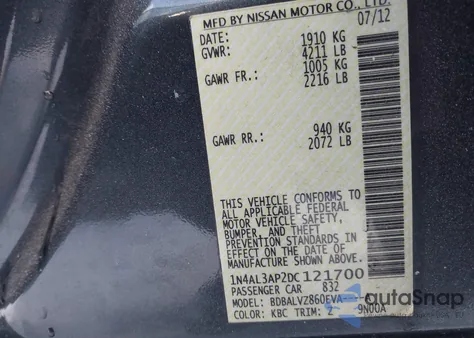 MFD BY NISSAN MOTOR CO., LTD.
DATE: 07/12
GVWR: 1910 KG
4211 LB
GAWR FR.: 1005 KG
2216 LB
GAWR RR.: 940 KG
2072 LB
THIS VEHICLE CONFORMS TO
ALL APPLICABLE FEDERAL
MOTOR VEHICLE SAFETY,
BUMPER, AND THEFT
PREVENTION STANDARDS IN
EFFECT ON THE DATE OF
MANUFACTURE SHOWN ABOVE.
1N4AL3AP2DC121700
PASSENGER CAR 832
MODEL: BDBALVZ860EVA-----
COLOR: KBC TRIM: 2 9N00A
autoSnap